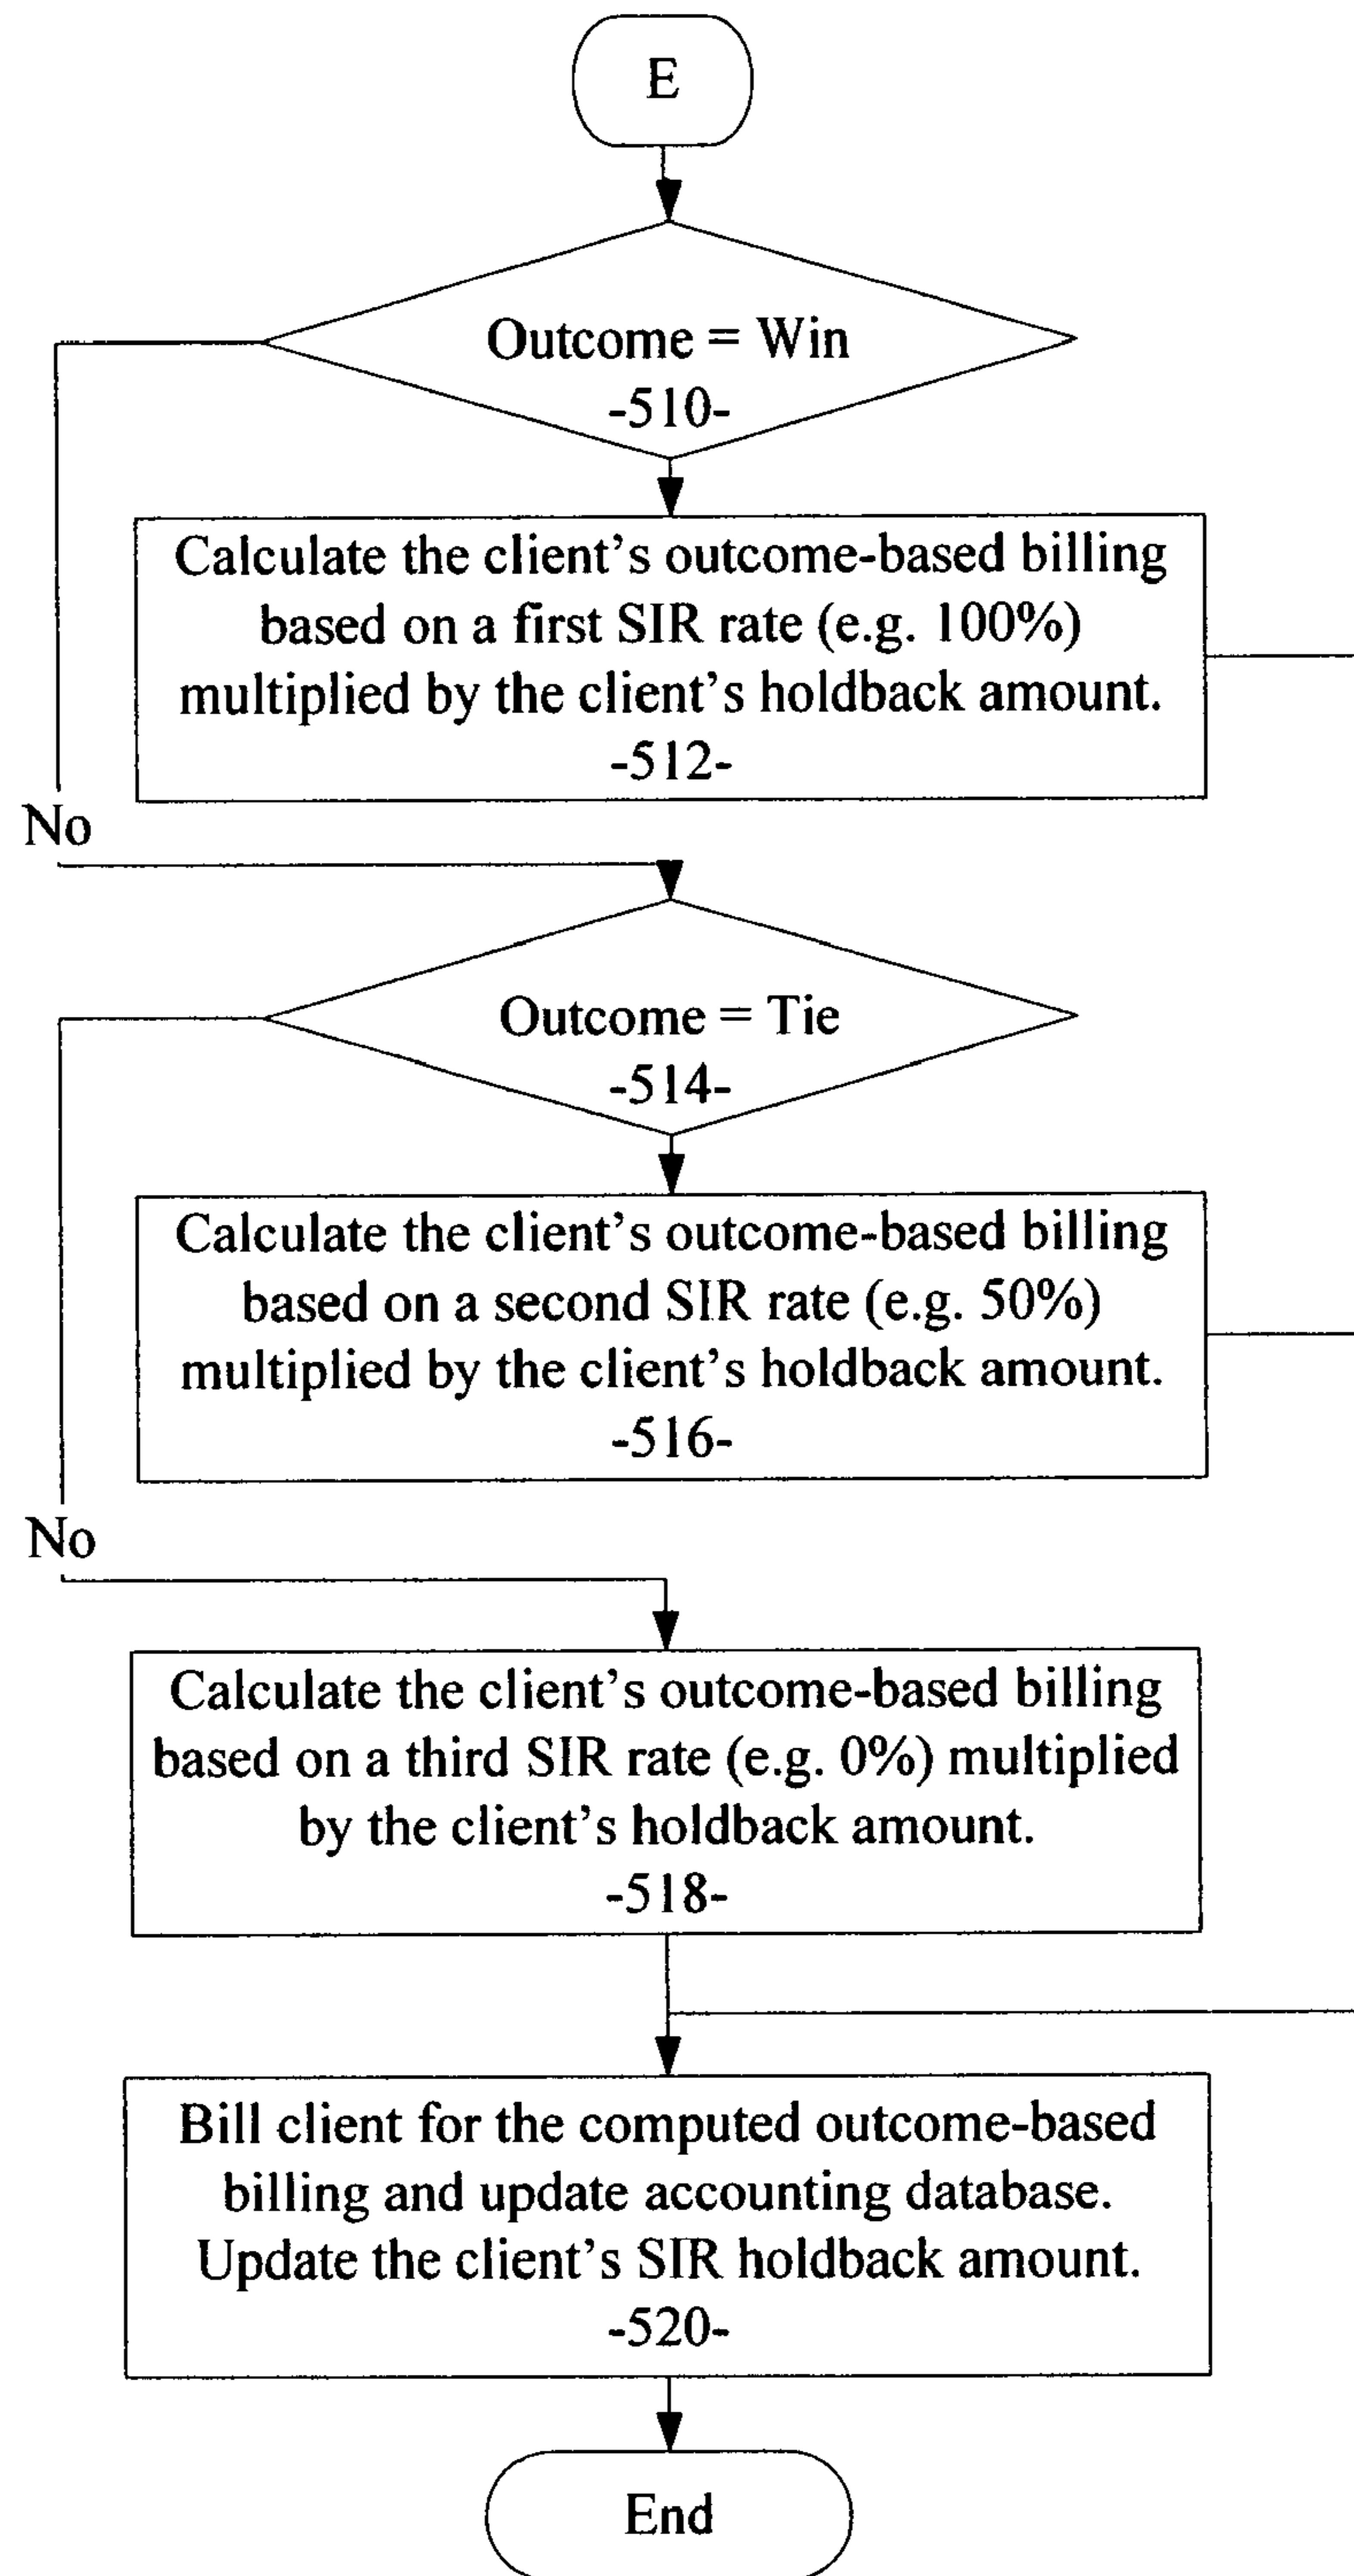 E
Outcome = Win
-510-
Calculate the client's outcome-based billing
based on a first SIR rate (e.g. 100%)
multiplied by the client's holdback amount.
-512-
No
Outcome = Tie
-514-
Calculate the client's outcome-based billing
based on a second SIR rate (e.g. 50%)
multiplied by the client's holdback amount.
-516-
No
Calculate the client's outcome-based billing
based on a third SIR rate (e.g. 0%) multiplied
by the client's holdback amount.
-518-
Bill client for the computed outcome-based
billing and update accounting database.
Update the client's SIR holdback amount.
-520-
End